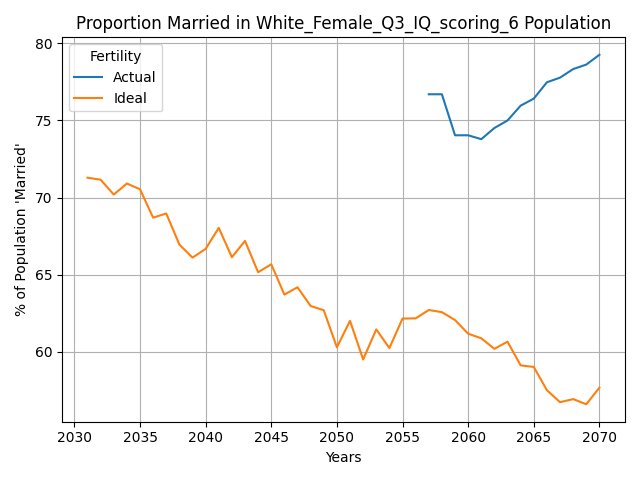 Proportion Married in White_Female_Q3_IQ_scoring_6 Population
Fertility
Actual
Ideal
% of Population 'Married'
80
75
70
65
60
2030
2035
2040
2045
2050
2055
2060
2065
2070
Years